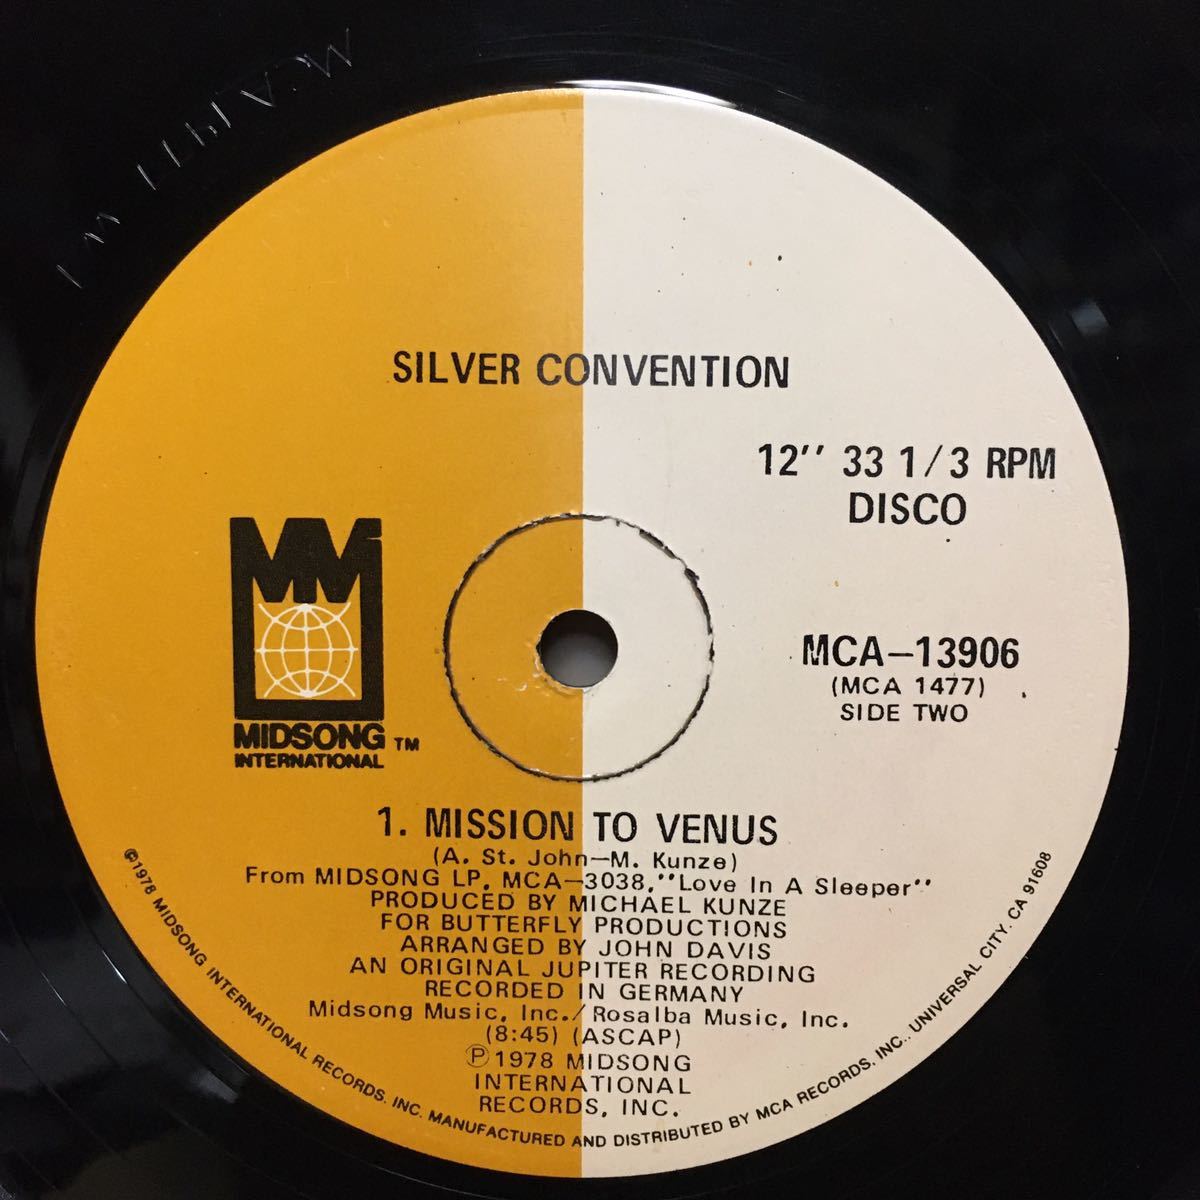 SILVER CONVENTION
12" 33 1/3 RPM
DISCO
MCA-13906
(MCA 1477)
SIDE TWO
MIDSONG TM
INTERNATIONAL
1. MISSION TO VENUS
(A. St. John-M. Kunze)
From MIDSONG LP, MCA-3038, "Love In A Sleeper"
PRODUCED BY MICHAEL KUNZE
FOR BUTTERFLY PRODUCTIONS
ARRANGED BY JOHN DAVIS
AN ORIGINAL JUPITER RECORDING
RECORDED IN GERMANY
Midsong Music, Inc./Rosalba Music, Inc.
(8:45) (ASCAP)
℗ 1978 MIDSONG
INTERNATIONAL
RECORDS, INC.
℗1978 MIDSONG INTERNATIONAL RECORDS, INC. MANUFACTURED AND DISTRIBUTED BY MCA RECORDS, INC., UNIVERSAL CITY, CA 91608